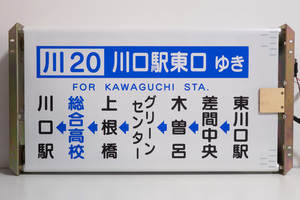 川20 川口駅東口 ゆき
FOR KAWAGUCHI STA.
東川口駅
差間中央
木曽呂
グリーンセンター
上根橋
総合高校
川口駅